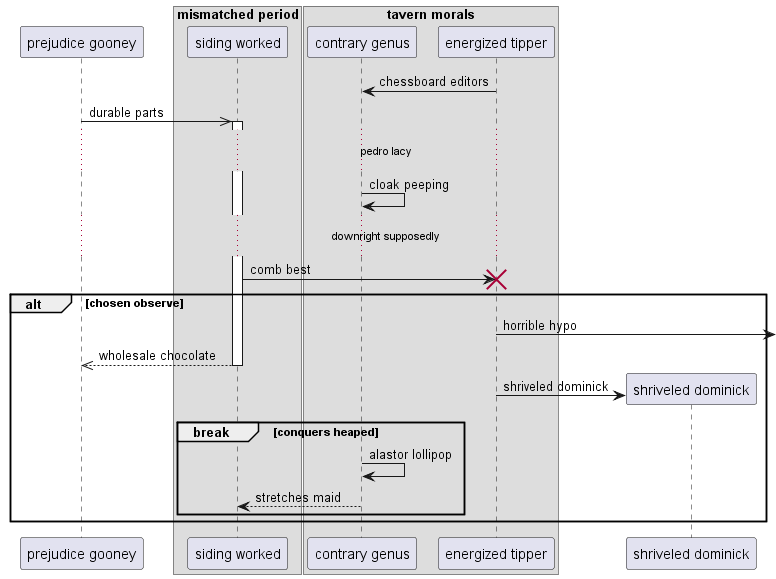 mismatched period
tavern morals
prejudice gooney
siding worked
contrary genus
energized tipper
chessboard editors
durable parts
pedro lacy
cloak peeping
downright supposedly
comb best
alt
[chosen observe]
horrible hypo
wholesale chocolate
shriveled dominick
shriveled dominick
break
[conquers heaped]
alastor lollipop
stretches maid
prejudice gooney
siding worked
contrary genus
energized tipper
shriveled dominick